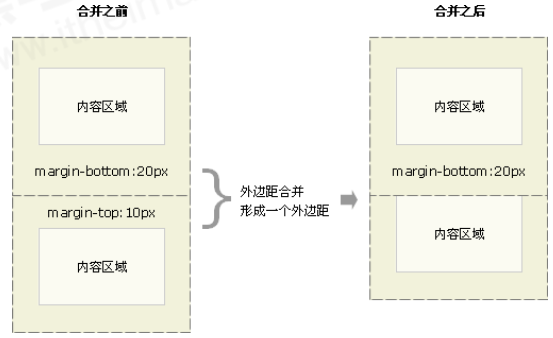 合并之前
合并之后
内容区域
margin-bottom:20px
margin-top:10px
内容区域
外边距合并
形成一个外边距
内容区域
margin-bottom:20px
内容区域